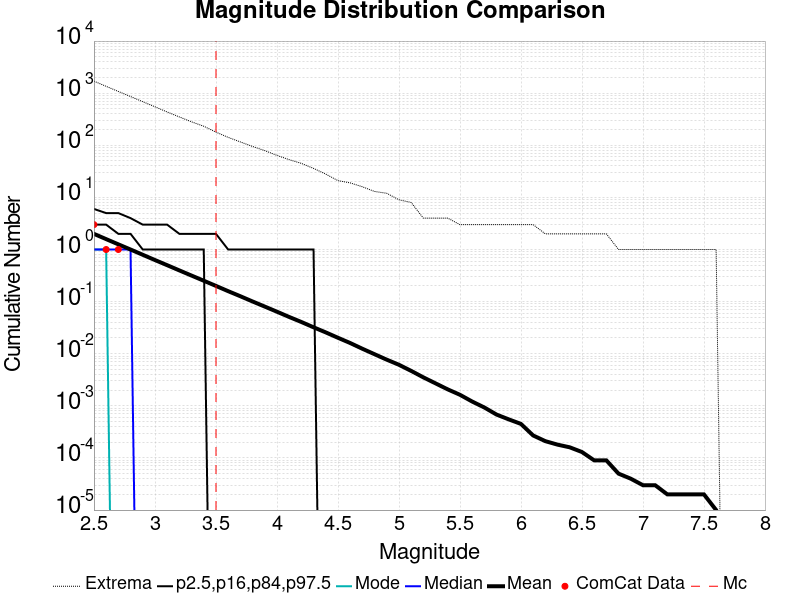 Magnitude Distribution Comparison
Cumulative Number
10^4
10^3
10^2
10^1
10^0
10^-1
10^-2
10^-3
10^-4
10^-5
2.5 3 3.5 4 4.5 5 5.5 6 6.5 7 7.5 8
Magnitude
Extrema p2.5,p16,p84,p97.5 Mode Median Mean ComCat Data Mc